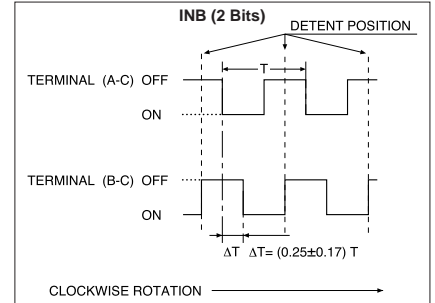 INB (2 Bits)
DETENT POSITION
T
TERMINAL (A-C) OFF
ON
TERMINAL (B-C) OFF
ON
ΔT ΔT= (0.25±0.17) T
CLOCKWISE ROTATION